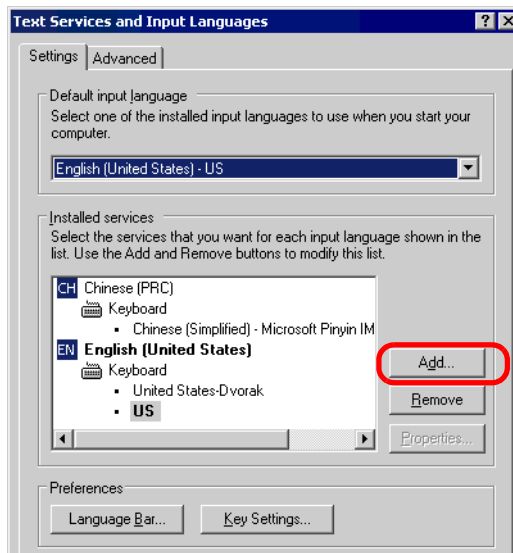 Text Services and Input Languages
Settings Advanced
Default input language
Select one of the installed input languages to use when you start your
computer.
English (United States) - US
Installed services
Select the services that you want for each input language shown in the
list. Use the Add and Remove buttons to modify this list.
CH Chinese (PRC)
Keyboard
• Chinese (Simplified) - Microsoft Pinyin IM
EN English (United States)
Keyboard
• United States-Dvorak
• US
Add...
Remove
Properties...
Preferences
Language Bar... Key Settings...